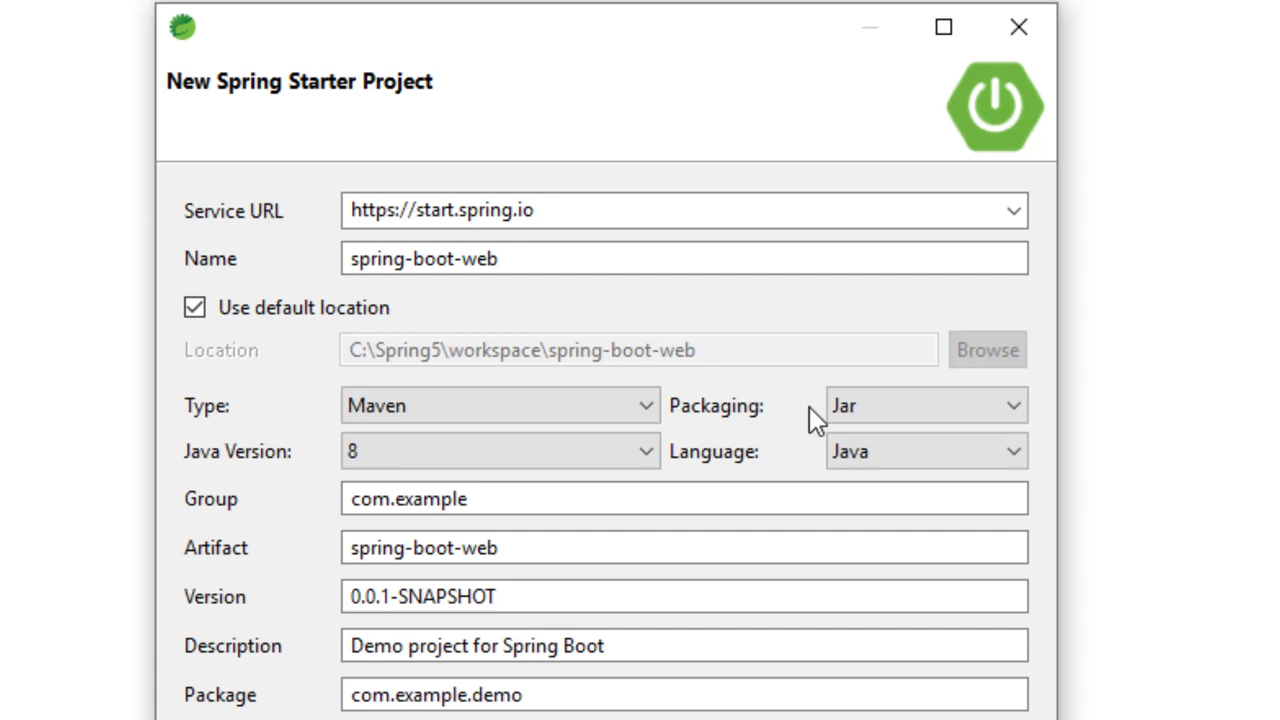 New Spring Starter Project
Service URL https://start.spring.io
Name spring-boot-web
Use default location
Location C:\Spring5\workspace\spring-boot-web Browse
Type: Maven Packaging: Jar
Java Version: 8 Language: Java
Group com.example
Artifact spring-boot-web
Version 0.0.1-SNAPSHOT
Description Demo project for Spring Boot
Package com.example.demo